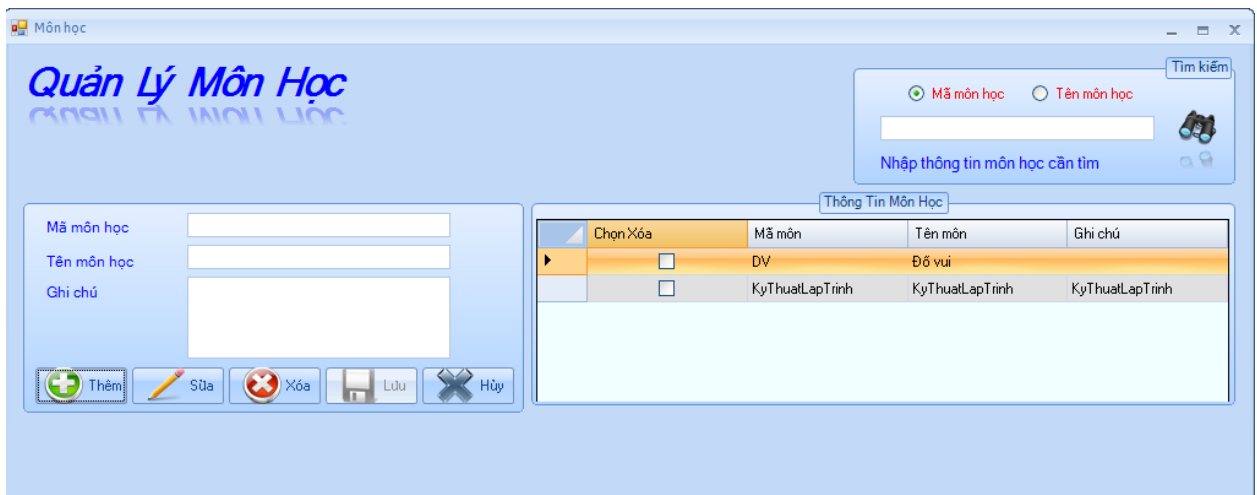 Môn học
Quản Lý Môn Học
Tìm kiếm
Mã môn học
Tên môn học
Nhập thông tin môn học cần tìm
Mã môn học
Tên môn học
Ghi chú
Thêm
Sửa
Xóa
Lưu
Hủy
Thông Tin Môn Học
Chọn Xóa Mã môn Tên môn Ghi chú
DV Đố vui
KyThuatLapTrinh KyThuatLapTrinh KyThuatLapTrinh